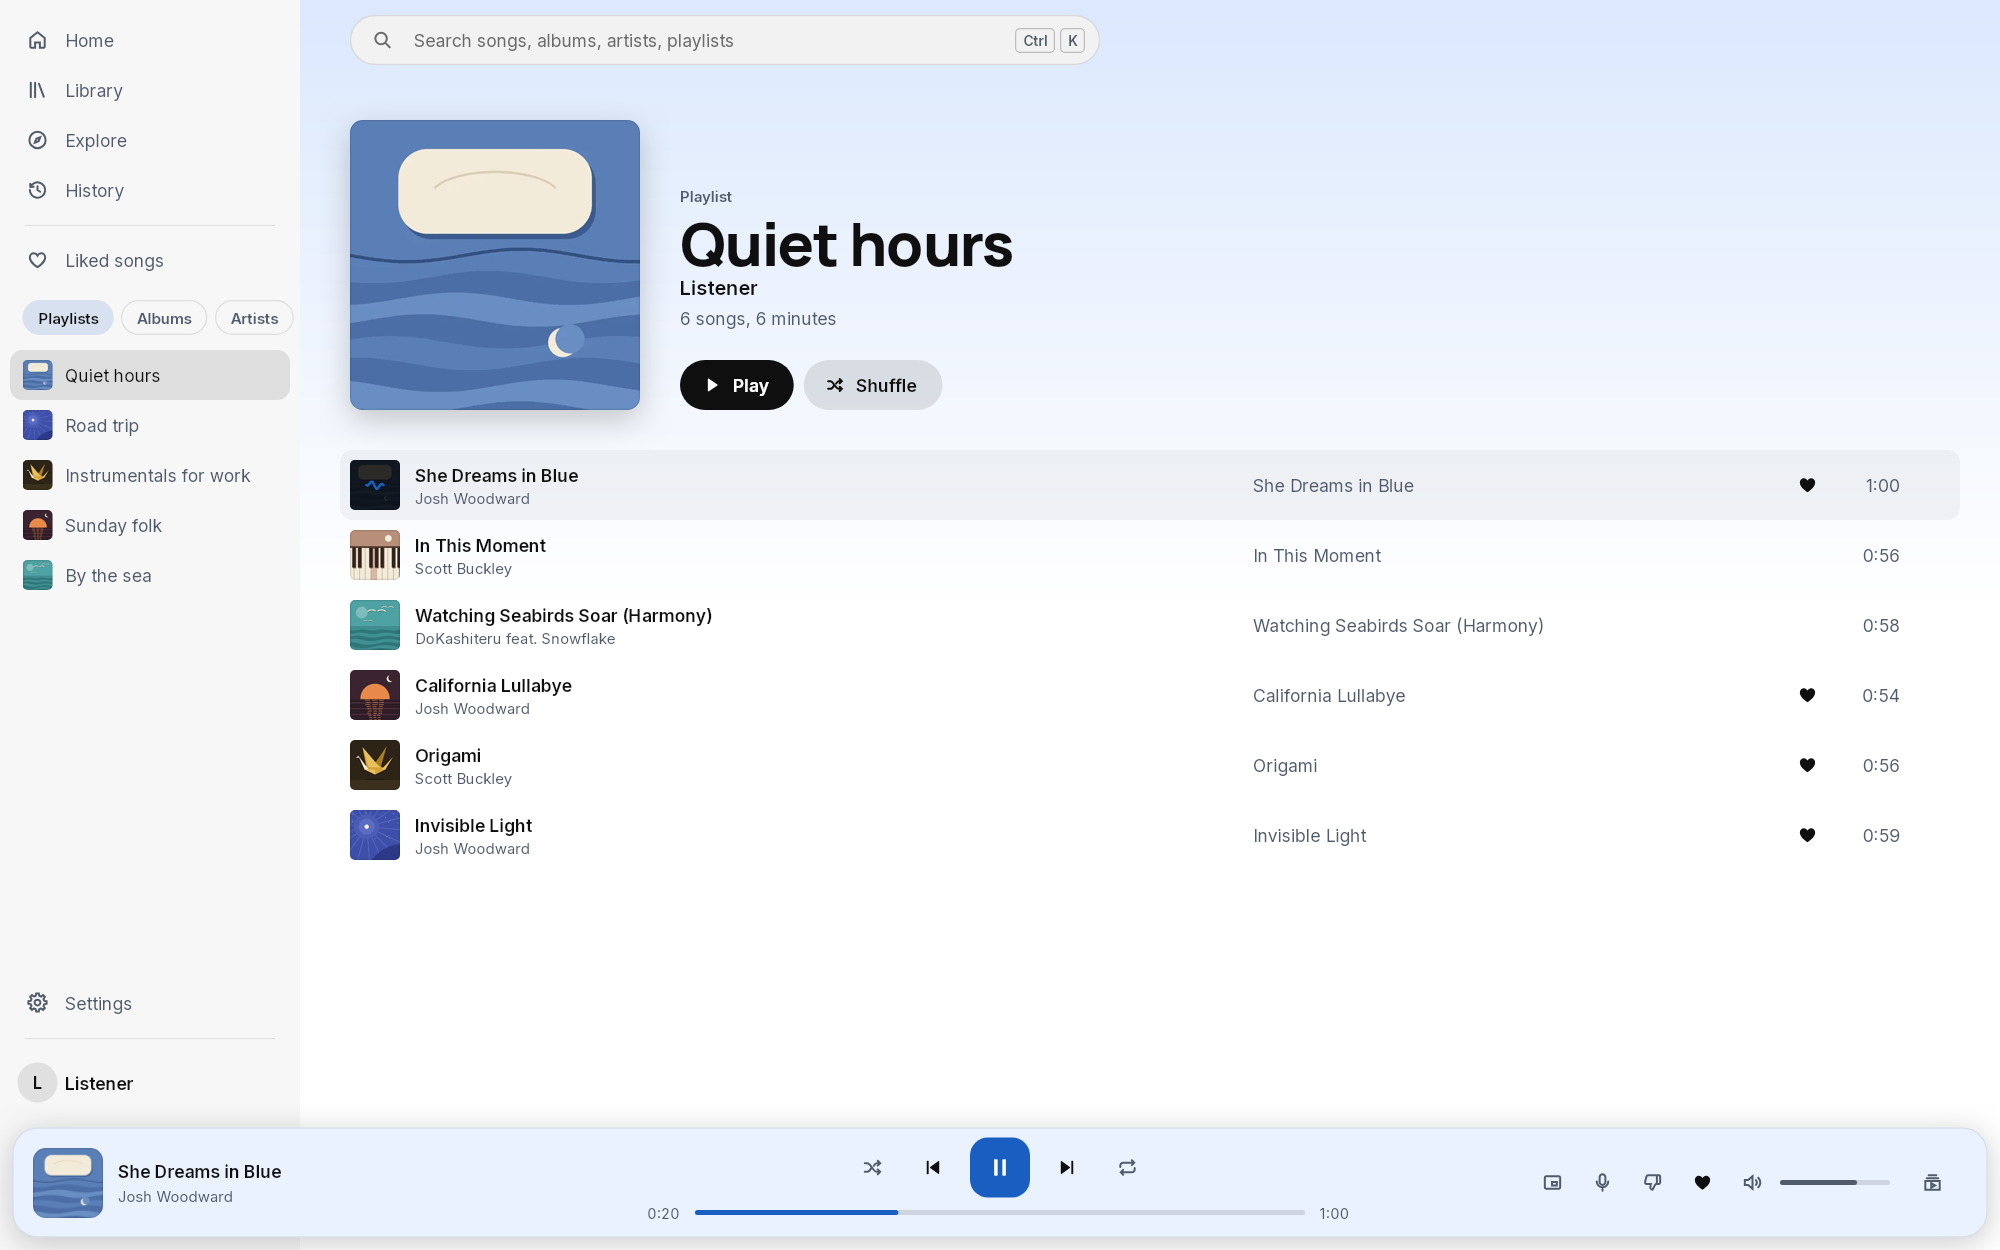 Home
Library
Explore
History
Liked songs
Playlists Albums Artists
Quiet hours
Road trip
Instrumentals for work
Sunday folk
By the sea
Settings
L Listener
Search songs, albums, artists, playlists Ctrl K
Playlist
Quiet hours
Listener
6 songs, 6 minutes
Play Shuffle
She Dreams in Blue
Josh Woodward
She Dreams in Blue 1:00
In This Moment
Scott Buckley
In This Moment 0:56
Watching Seabirds Soar (Harmony)
DoKashiteru feat. Snowflake
Watching Seabirds Soar (Harmony) 0:58
California Lullabye
Josh Woodward
California Lullabye 0:54
Origami
Scott Buckley
Origami 0:56
Invisible Light
Josh Woodward
Invisible Light 0:59
She Dreams in Blue
Josh Woodward
0:20 1:00